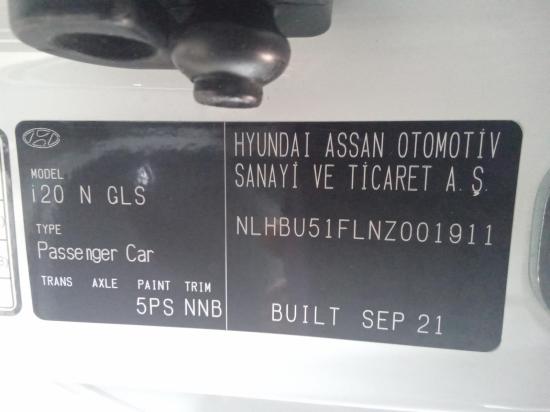 MODEL
i20 N GLS
TYPE
Passenger Car
TRANS AXLE PAINT TRIM
5PS NNB
HYUNDAI ASSAN OTOMOTİV
SANAYİ VE TİCARET A.Ş.
NLHBU51FLNZ001911
BUILT SEP 21